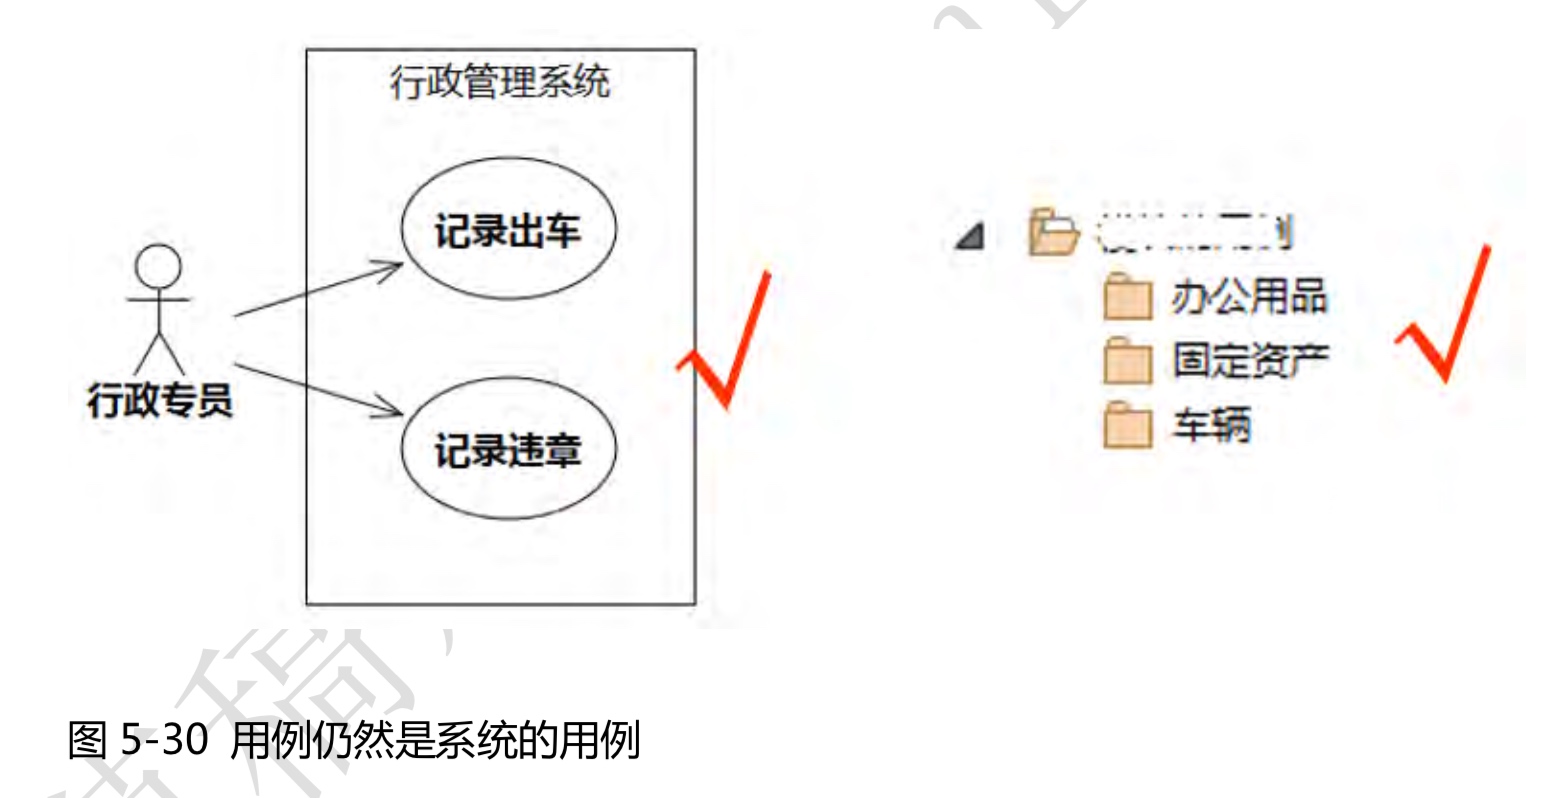 行政管理系统
记录出车
行政专员
记录违章
办公用品
固定资产
车辆
图 5-30 用例仍然是系统的用例
稿